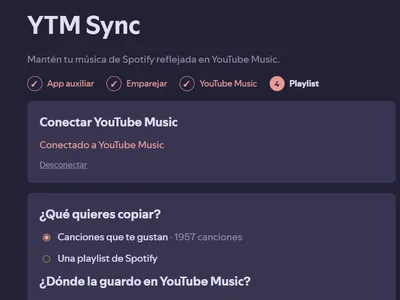 YTM Sync
Mantén tu música de Spotify reflejada en YouTube Music.
✓ App auxiliar ✓ Emparejar ✓ YouTube Music 4 Playlist
Conectar YouTube Music
Conectado a YouTube Music
Desconectar
¿Qué quieres copiar?
Canciones que te gustan · 1957 canciones
Una playlist de Spotify
¿Dónde la guardo en YouTube Music?